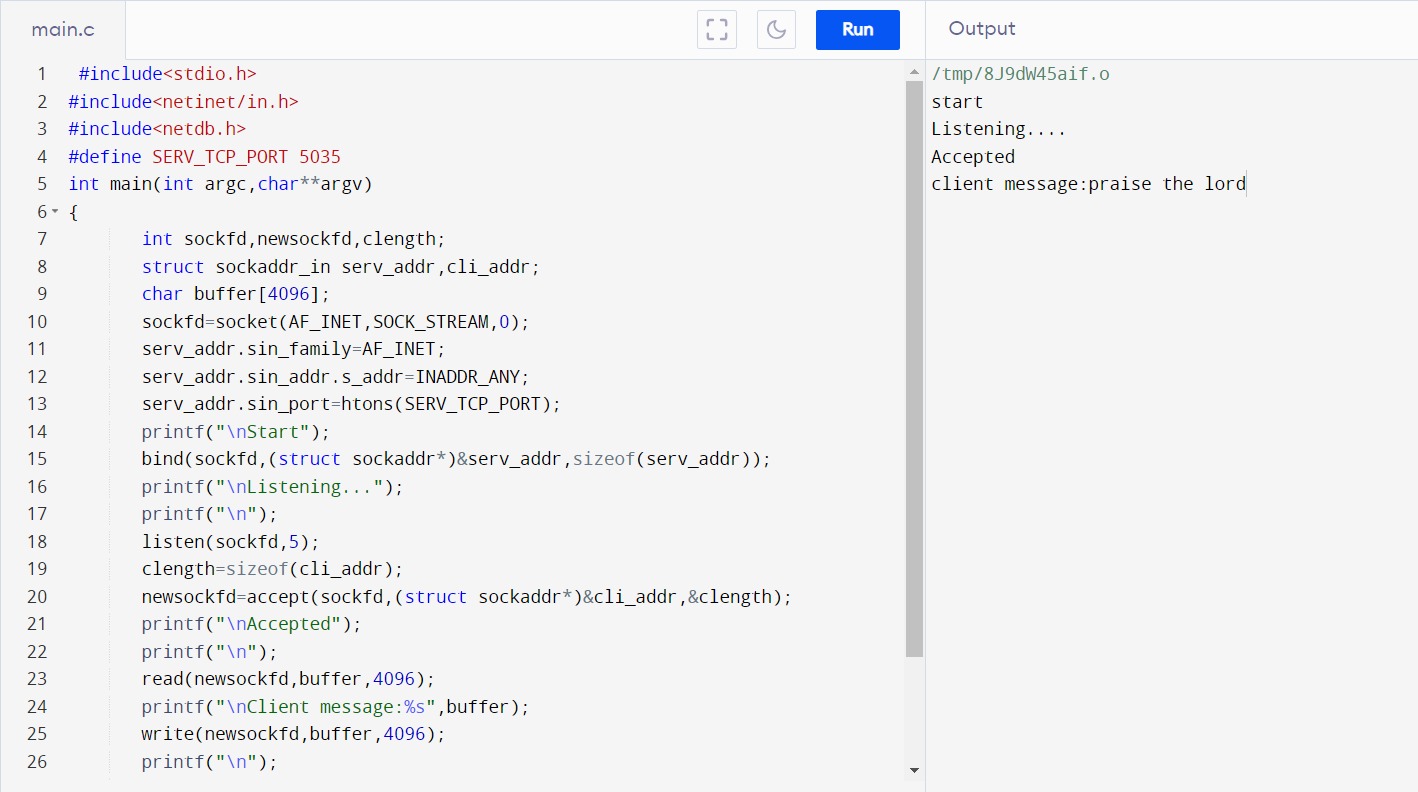 main.c
Run
Output
1 #include<stdio.h>
2 #include<netinet/in.h>
3 #include<netdb.h>
4 #define SERV_TCP_PORT 5035
5 int main(int argc,char**argv)
6 {
7 int sockfd,newsockfd,clength;
8 struct sockaddr_in serv_addr,cli_addr;
9 char buffer[4096];
10 sockfd=socket(AF_INET,SOCK_STREAM,0);
11 serv_addr.sin_family=AF_INET;
12 serv_addr.sin_addr.s_addr=INADDR_ANY;
13 serv_addr.sin_port=htons(SERV_TCP_PORT);
14 printf("\nStart");
15 bind(sockfd,(struct sockaddr*)&serv_addr,sizeof(serv_addr));
16 printf("\nListening...");
17 printf("\n");
18 listen(sockfd,5);
19 clength=sizeof(cli_addr);
20 newsockfd=accept(sockfd,(struct sockaddr*)&cli_addr,&clength);
21 printf("\nAccepted");
22 printf("\n");
23 read(newsockfd,buffer,4096);
24 printf("\nClient message:%s",buffer);
25 write(newsockfd,buffer,4096);
26 printf("\n");
/tmp/8J9dW45aif.o
start
Listening....
Accepted
client message:praise the lord